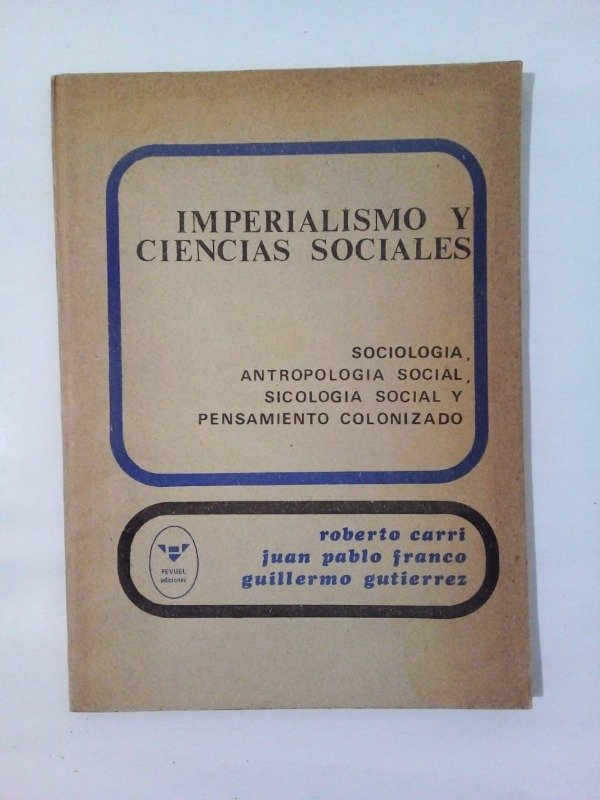 IMPERIALISMO Y
CIENCIAS SOCIALES
SOCIOLOGIA,
ANTROPOLOGIA SOCIAL,
SICOLOGIA SOCIAL Y
PENSAMIENTO COLONIZADO
roberto carri
juan pablo franco
guillermo gutierrez
PEVUEL
ediciones